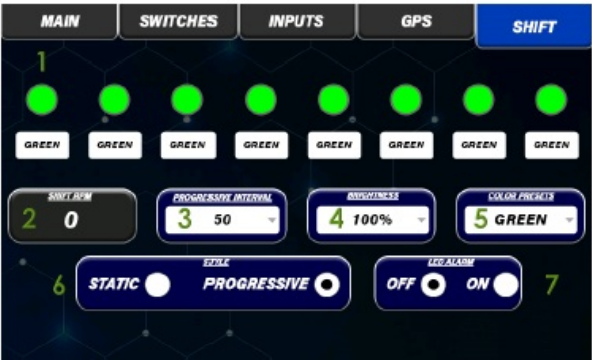 MAIN SWITCHES INPUTS GPS SHIFT
1
GREEN GREEN GREEN GREEN GREEN GREEN GREEN GREEN
SHIFT RPM PROGRESSIVE INTERVAL BRIGHTNESS COLOR PRESETS
2 0 3 50 4 100% 5 GREEN
STYLE LED ALARM
6 STATIC PROGRESSIVE OFF ON 7